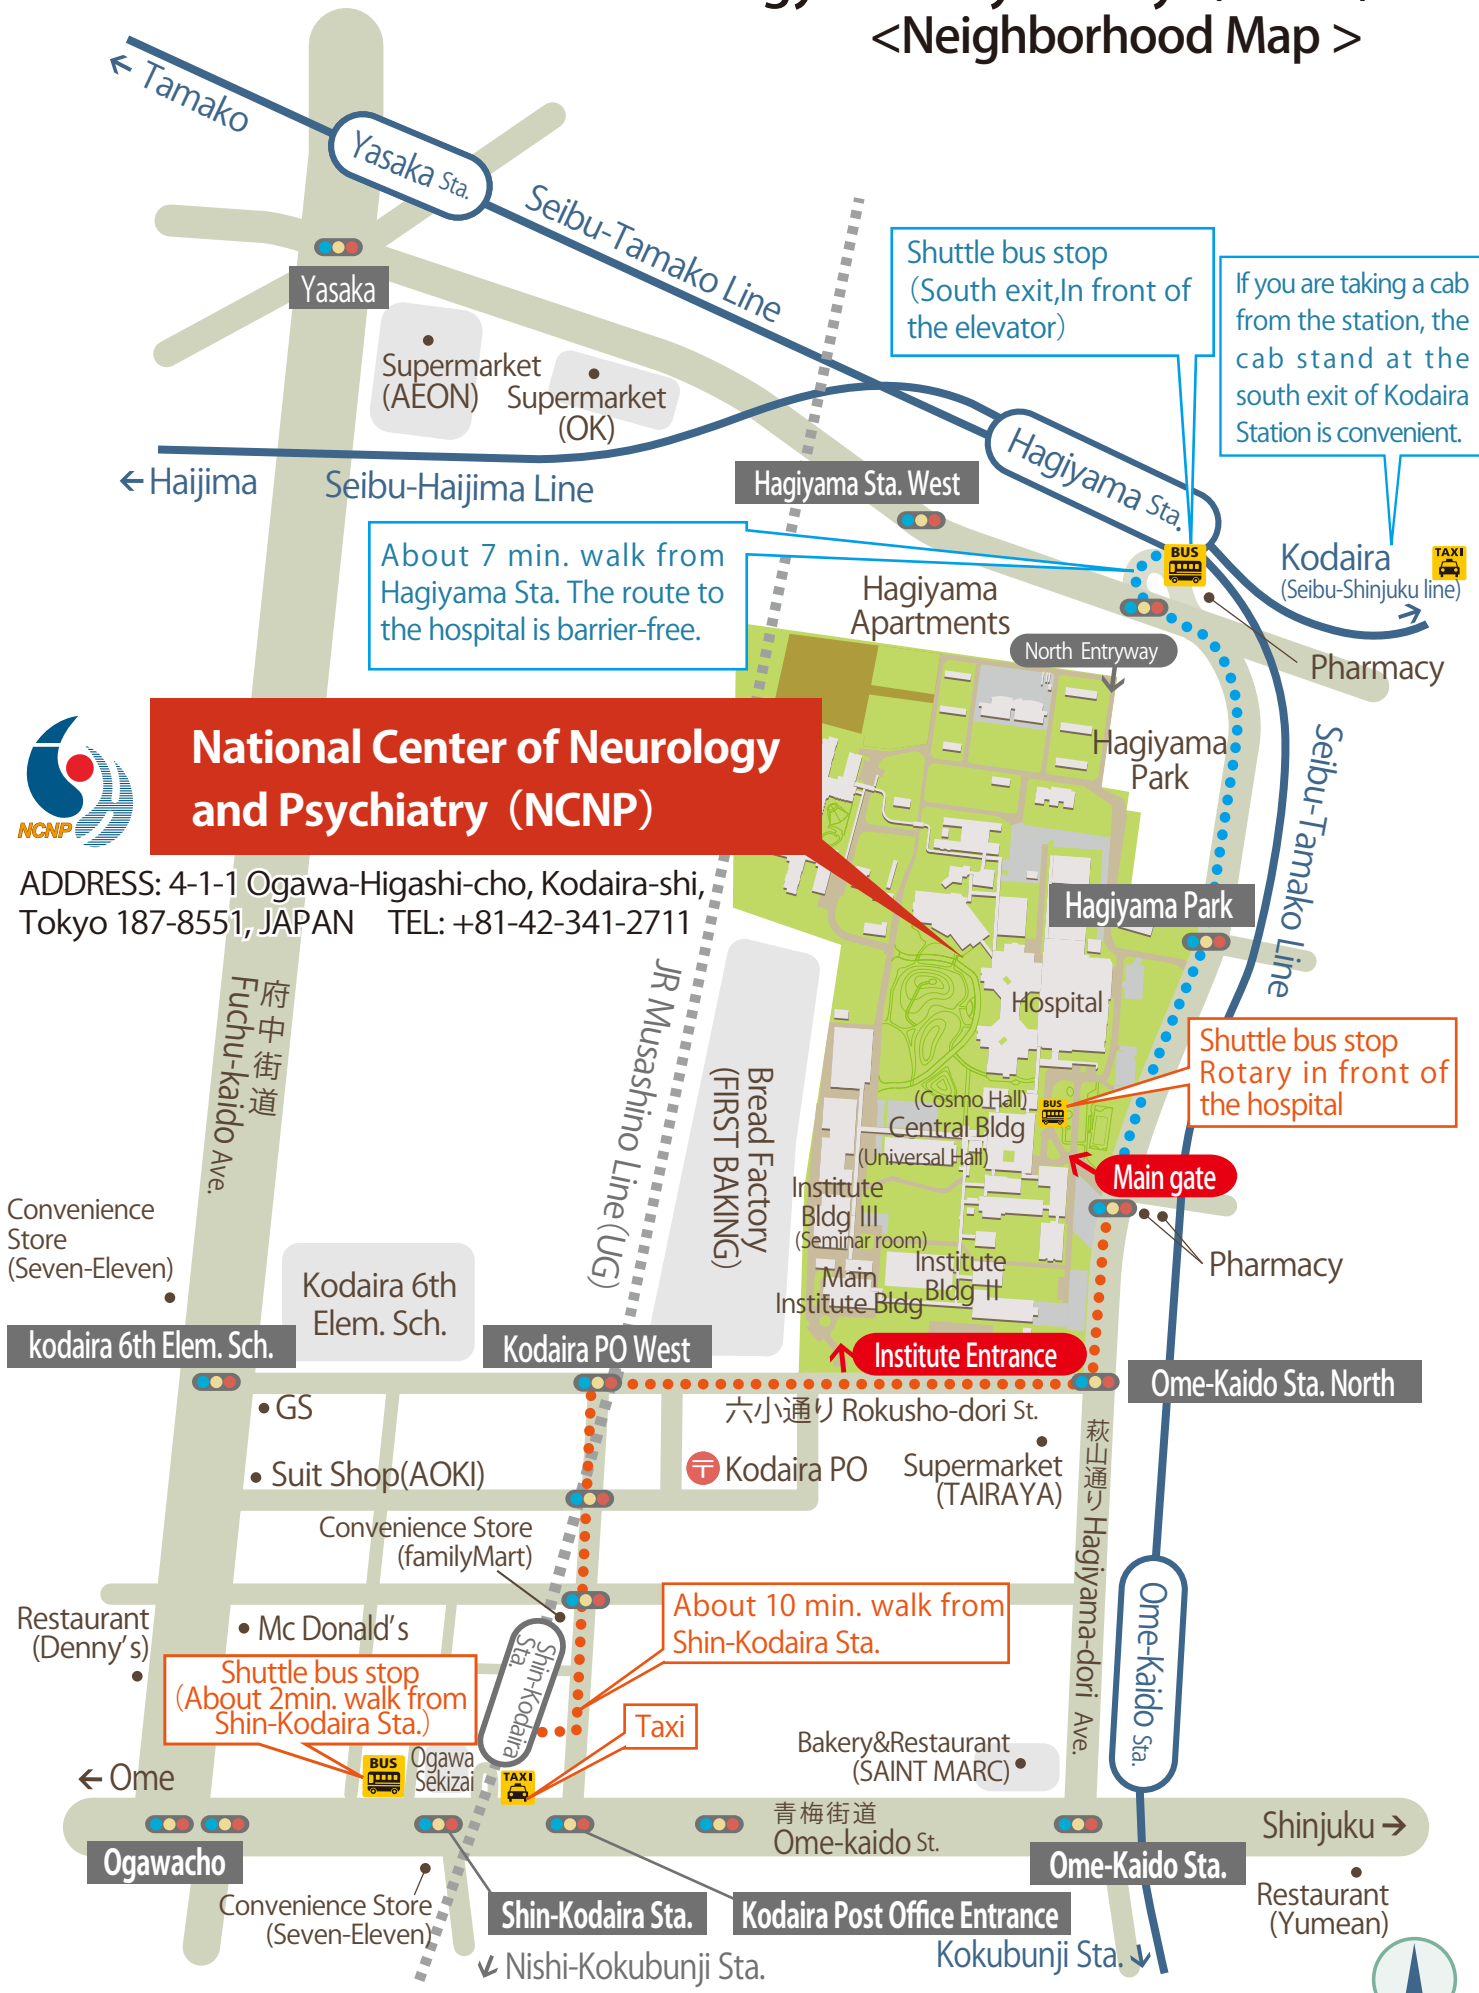 <Neighborhood Map >
← Tamako
Yasaka Sta.
Seibu-Tamako Line
Yasaka
Shuttle bus stop
（South exit,In front of
the elevator）
If you are taking a cab
from the station, the
cab stand at the
south exit of Kodaira
Station is convenient.
Supermarket
(AEON)
Supermarket
(OK)
← Haijima
Seibu-Haijima Line
Hagiyama Sta. West
Hagiyama Sta.
About 7 min. walk from
Hagiyama Sta. The route to
the hospital is barrier-free.
BUS
Kodaira
(Seibu-Shinjuku line)
TAXI
Hagiyama
Apartments
North Entryway
Pharmacy
National Center of Neurology
and Psychiatry（NCNP）
NCNP
Hagiyama
Park
Seibu-Tamako Line
ADDRESS: 4-1-1 Ogawa-Higashi-cho, Kodaira-shi,
Tokyo 187-8551, JAPAN TEL: +81-42-341-2711
Hagiyama Park
府中街道
Fuchu-kaido Ave.
JR Musashino Line (UG)
Bread Factory
(FIRST BAKING)
Hospital
Shuttle bus stop
Rotary in front of
the hospital
(Cosmo Hall)
BUS
Central Bldg
(Universal Hall)
Main gate
Institute
Bldg III
(Seminar room)
Institute
Bldg II
Main
Institute Bldg
Pharmacy
Convenience
Store
(Seven-Eleven)
Kodaira 6th
Elem. Sch.
kodaira 6th Elem. Sch.
Kodaira PO West
Institute Entrance
Ome-Kaido Sta. North
GS
六小通り Rokusho-dori St.
Suit Shop(AOKI)
〒 Kodaira PO
Supermarket
(TAIRAYA)
萩山通り Hagiyama-dori Ave.
Convenience Store
(familyMart)
Restaurant
(Denny's)
Mc Donald's
About 10 min. walk from
Shin-Kodaira Sta.
Shin-Kodaira
Sta.
Ome-Kaido Sta.
Shuttle bus stop
（About 2min. walk from
Shin-Kodaira Sta.）
Taxi
← Ome
BUS
Ogawa
Sekizai
TAXI
Bakery&Restaurant
(SAINT MARC)
青梅街道
Ome-kaido St.
Shinjuku →
Ogawacho
Ome-Kaido Sta.
Convenience Store
(Seven-Eleven)
Shin-Kodaira Sta.
Kodaira Post Office Entrance
Restaurant
(Yumean)
↙ Nishi-Kokubunji Sta.
Kokubunji Sta. ↓